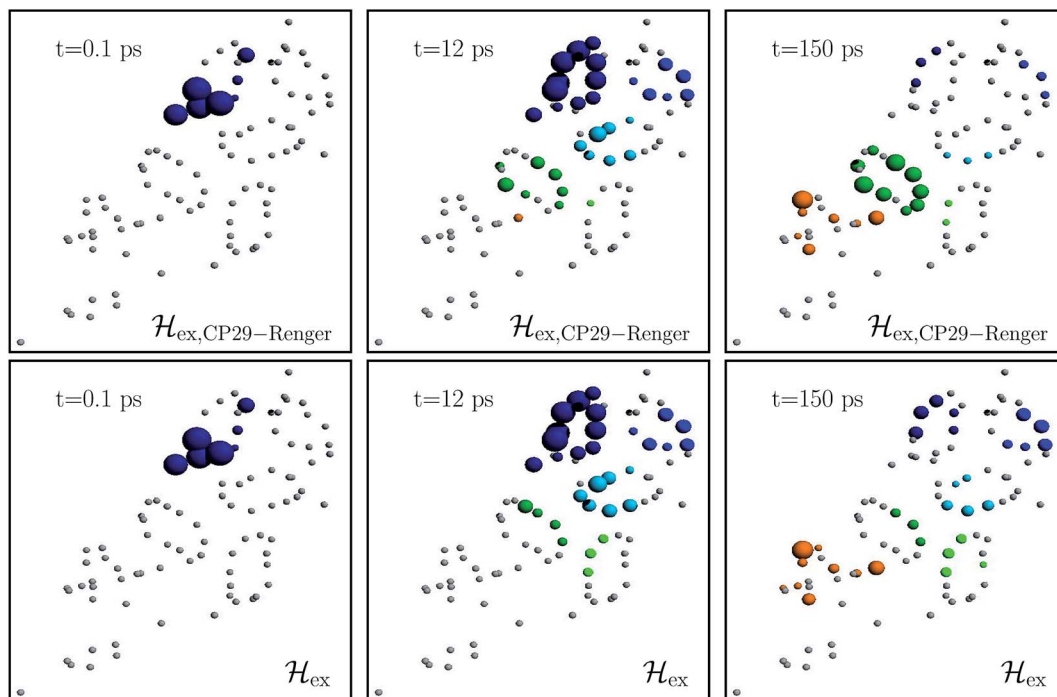 t=0.1 ps
ℋex,CP29−Renger
t=12 ps
ℋex,CP29−Renger
t=150 ps
ℋex,CP29−Renger
t=0.1 ps
ℋex
t=12 ps
ℋex
t=150 ps
ℋex